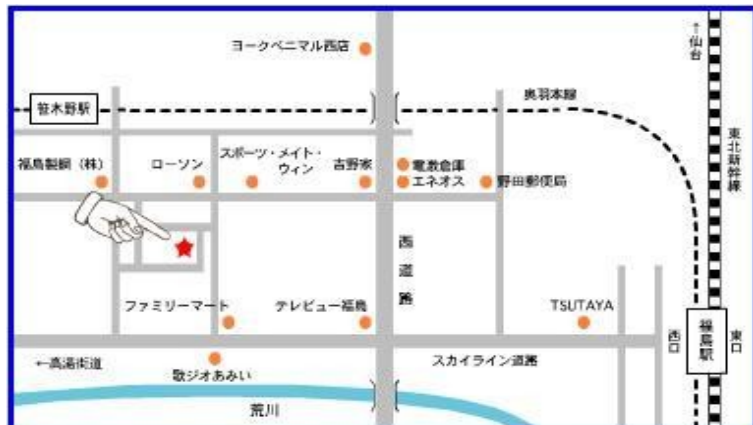 ヨークベニマル西店
↑仙台
笹木野駅
奥羽本線
東北新幹線
福島製鋼（株）
ローソン
スポーツ・メイト・
ウィン
吉野家
電激倉庫
エネオス
野田郵便局
西道路
ファミリーマート
テレビュー福島
TSUTAYA
西口
福島駅
東口
←高湯街道
歌ジオあみい
スカイライン道路
荒川